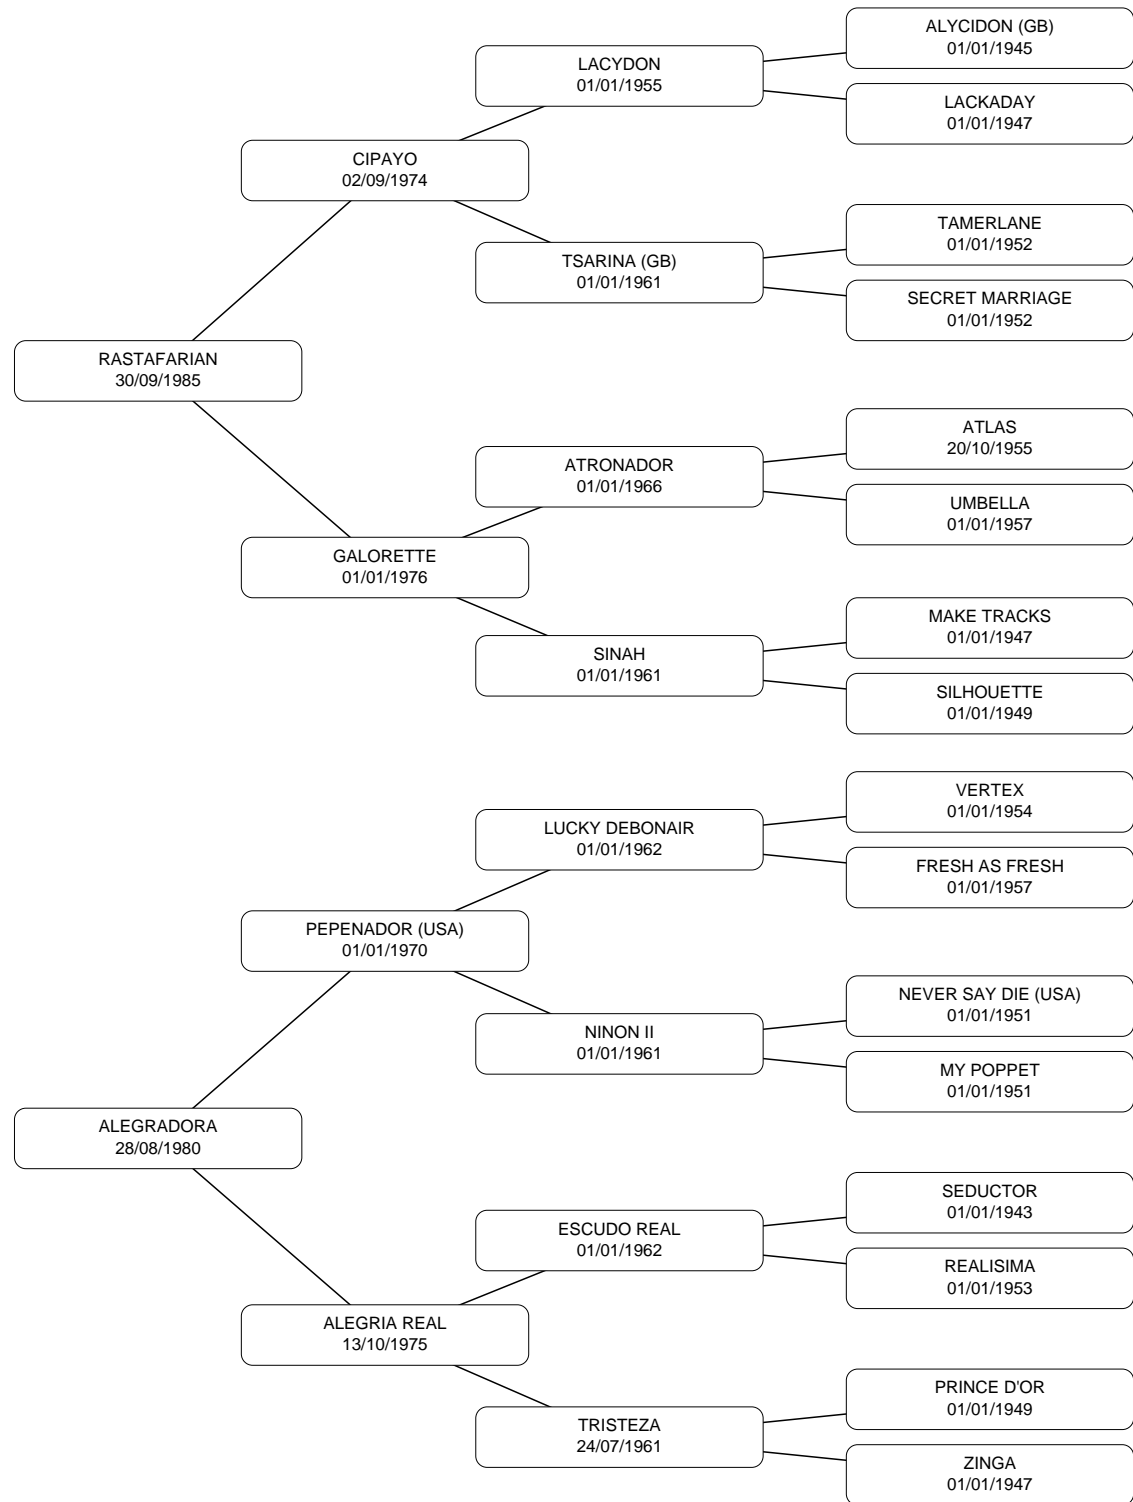 ALYCIDON (GB)
01/01/1945
LACYDON
01/01/1955
LACKADAY
01/01/1947
CIPAYO
02/09/1974
TAMERLANE
01/01/1952
TSARINA (GB)
01/01/1961
SECRET MARRIAGE
01/01/1952
RASTAFARIAN
30/09/1985
ATLAS
20/10/1955
ATRONADOR
01/01/1966
UMBELLA
01/01/1957
GALORETTE
01/01/1976
MAKE TRACKS
01/01/1947
SINAH
01/01/1961
SILHOUETTE
01/01/1949
VERTEX
01/01/1954
LUCKY DEBONAIR
01/01/1962
FRESH AS FRESH
01/01/1957
PEPENADOR (USA)
01/01/1970
NEVER SAY DIE (USA)
01/01/1951
NINON II
01/01/1961
MY POPPET
01/01/1951
ALEGRADORA
28/08/1980
SEDUCTOR
01/01/1943
ESCUDO REAL
01/01/1962
REALISIMA
01/01/1953
ALEGRIA REAL
13/10/1975
PRINCE D'OR
01/01/1949
TRISTEZA
24/07/1961
ZINGA
01/01/1947